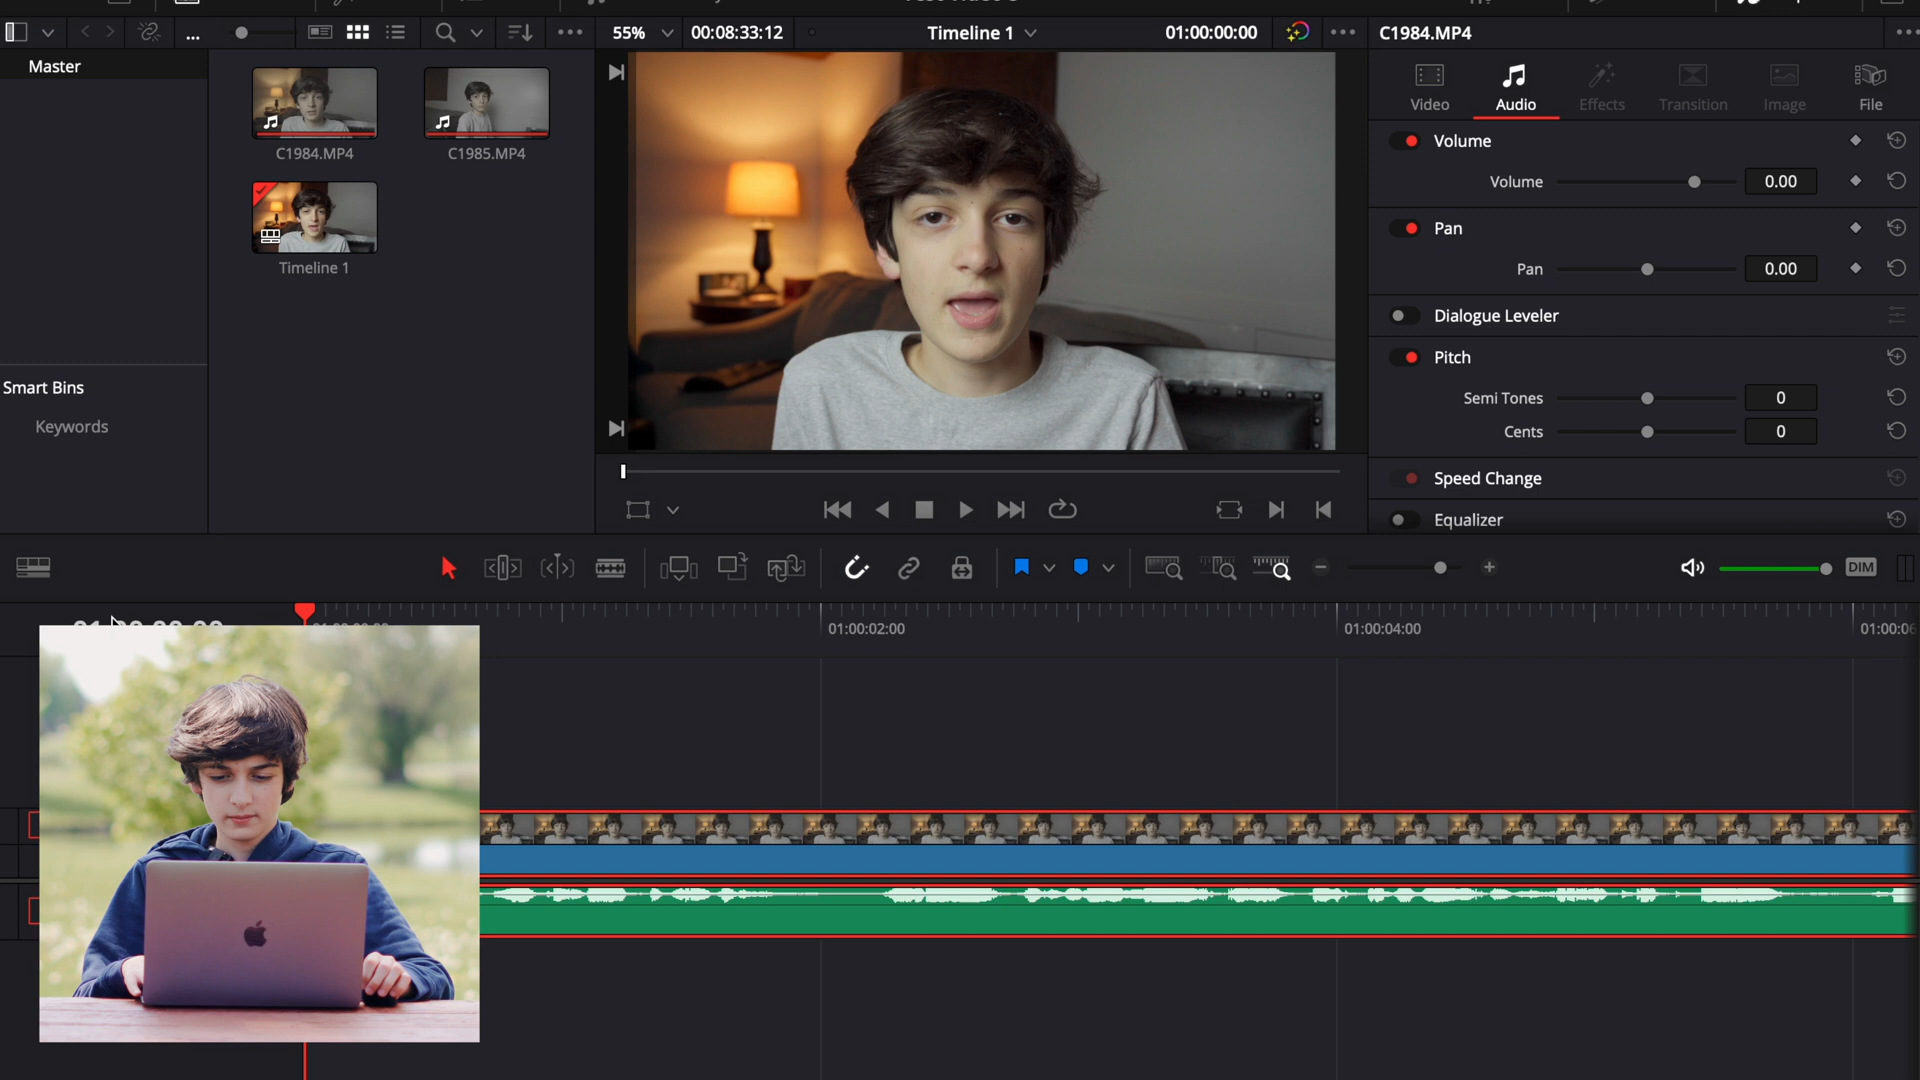 55%
00:08:33:12
Timeline 1
01:00:00:00
C1984.MP4
Master
C1984.MP4
C1985.MP4
Timeline 1
Smart Bins
Keywords
Video
Audio
Effects
Transition
Image
File
Volume
Volume
0.00
Pan
Pan
0.00
Dialogue Leveler
Pitch
Semi Tones
0
Cents
0
Speed Change
Equalizer
DIM
01:00:02:00
01:00:04:00